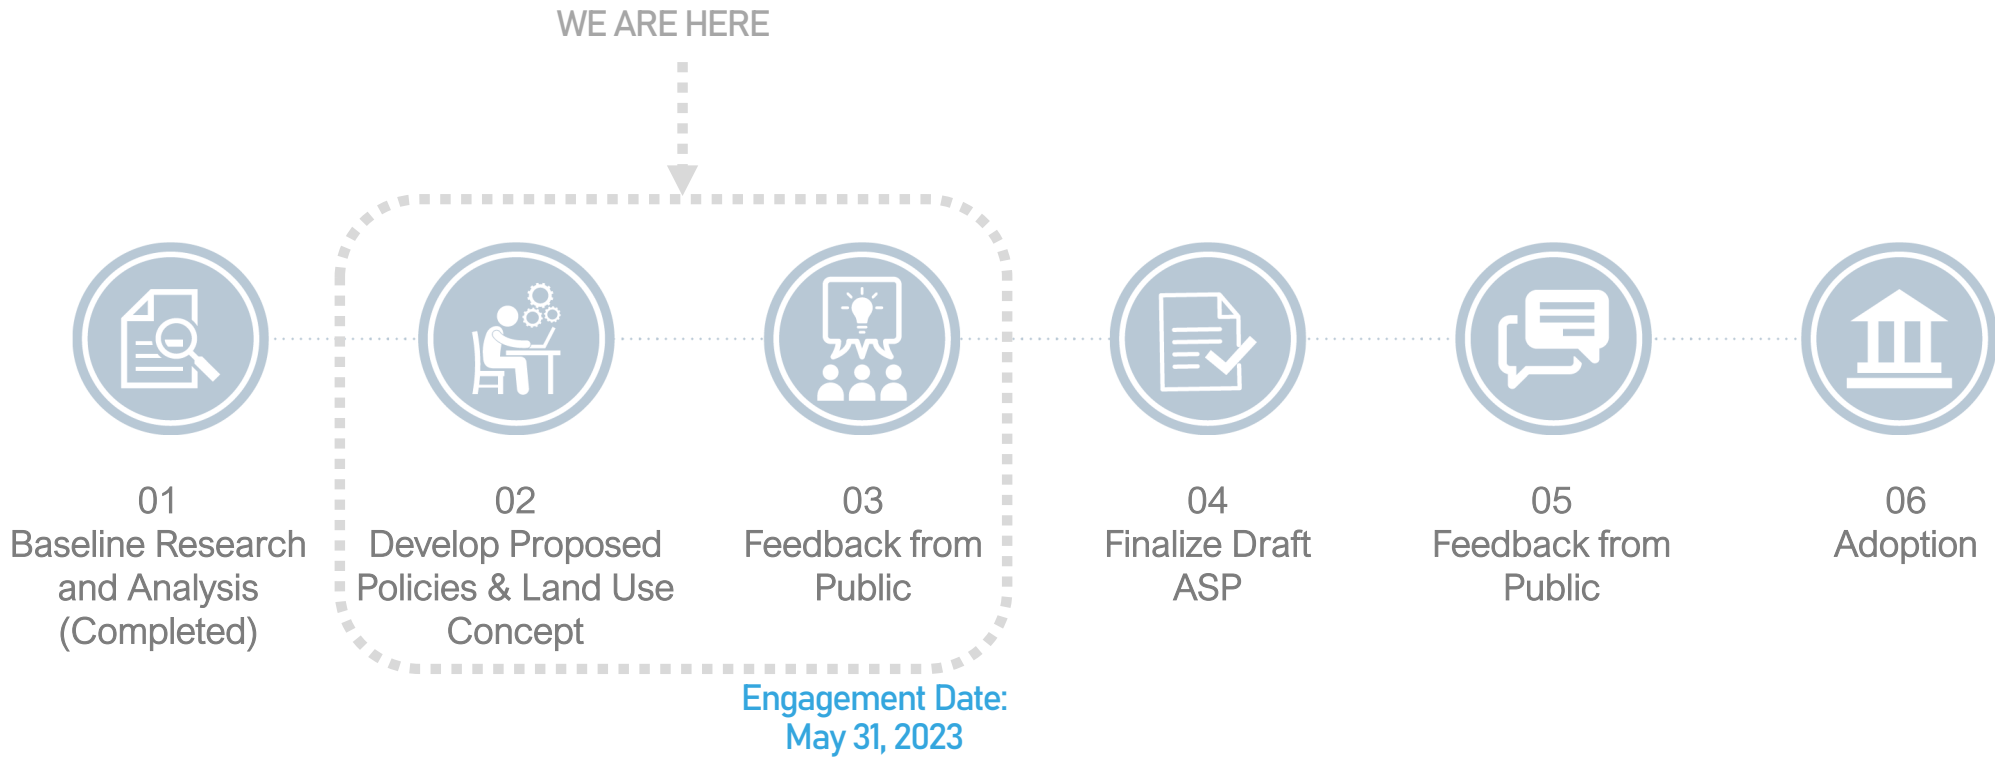 WE ARE HERE
01
Baseline Research
and Analysis
(Completed)
02
Develop Proposed
Policies & Land Use
Concept
03
Feedback from
Public
04
Finalize Draft
ASP
05
Feedback from
Public
06
Adoption
Engagement Date:
May 31, 2023